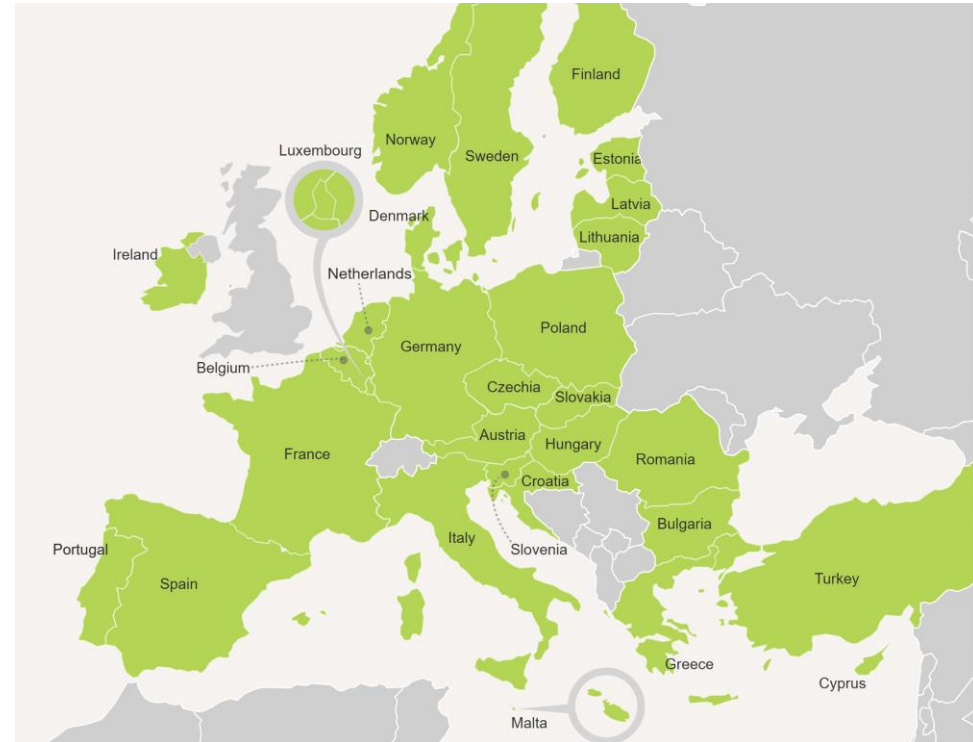 Finland
Norway
Luxembourg
Sweden
Estonia
Latvia
Denmark
Lithuania
Ireland
Netherlands
Poland
Germany
Belgium
Czechia
Slovakia
Austria
Hungary
France
Romania
Croatia
Bulgaria
Italy
Slovenia
Portugal
Spain
Turkey
Greece
Cyprus
Malta